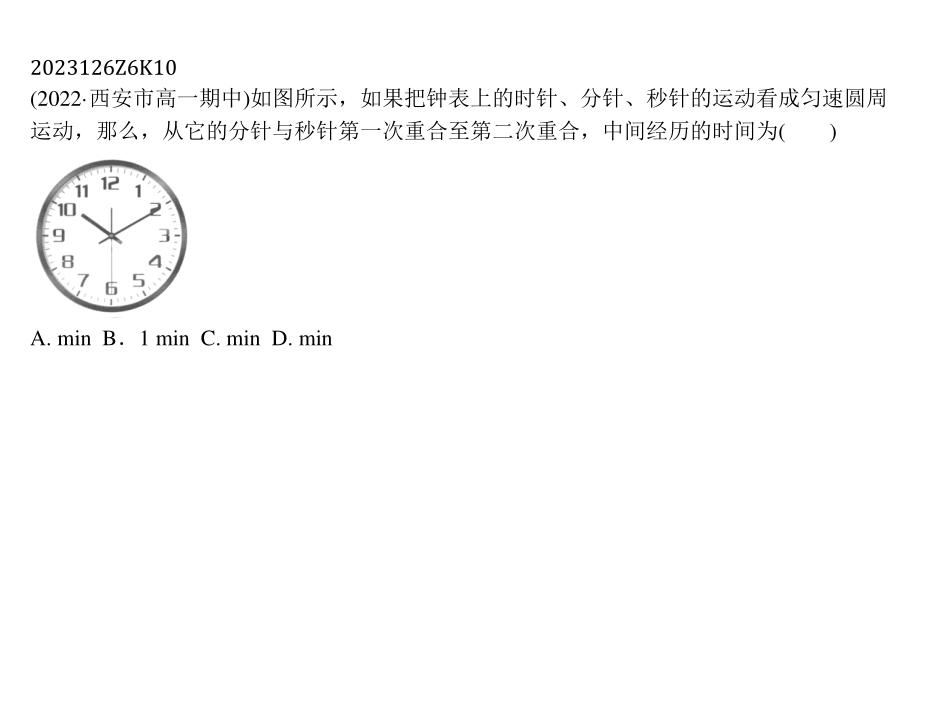 2023126Z6K10
(2022·西安市高一期中)如图所示，如果把钟表上的时针、分针、秒针的运动看成匀速圆周
运动，那么，从它的分针与秒针第一次重合至第二次重合，中间经历的时间为(　　)
12
11 1
10 2
9 3
8 4
7 5
6
A. min B．1 min C. min D. min